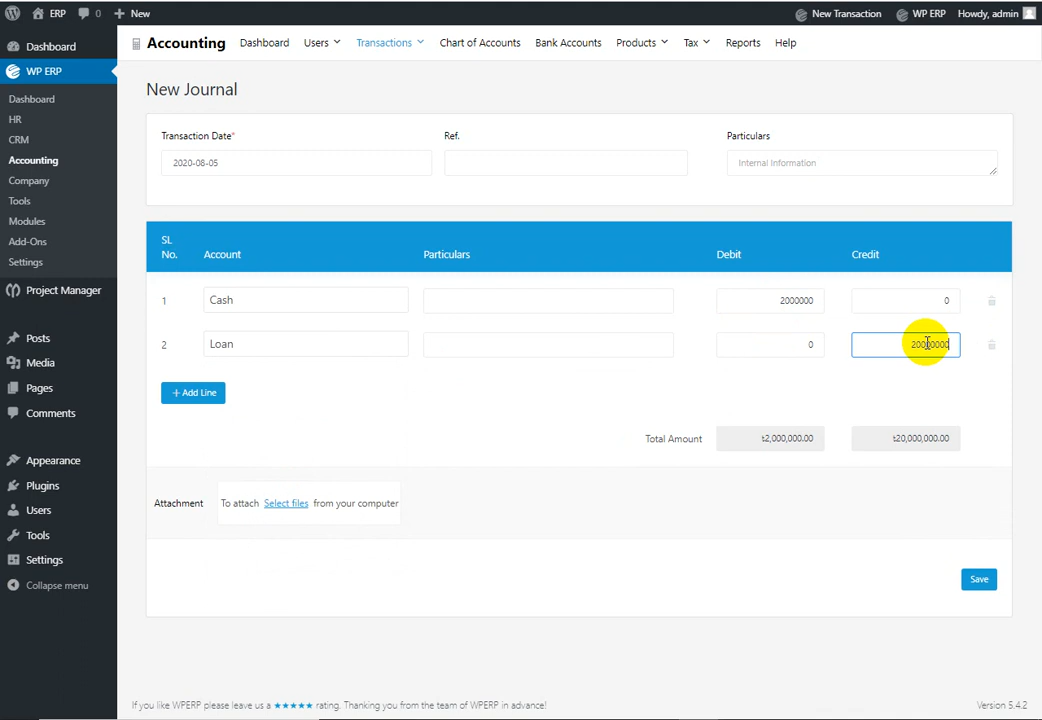 ERP 0 New New Transaction WP ERP Howdy, admin
Dashboard
WP ERP
Dashboard
HR
CRM
Accounting
Company
Tools
Modules
Add-Ons
Settings
Project Manager
Posts
Media
Pages
Comments
Appearance
Plugins
Users
Tools
Settings
Collapse menu
Accounting Dashboard Users Transactions Chart of Accounts Bank Accounts Products Tax Reports Help
New Journal
Transaction Date* Ref. Particulars
2020-08-05 Internal Information
SL No. Account Particulars Debit Credit
1 Cash 2000000 0
2 Loan 0 20000000
+ Add Line
Total Amount ৳2,000,000.00 ৳20,000,000.00
Attachment To attach Select files from your computer
Save
If you like WPERP please leave us a ★★★★★ rating. Thanking you from the team of WPERP in advance! Version 5.4.2